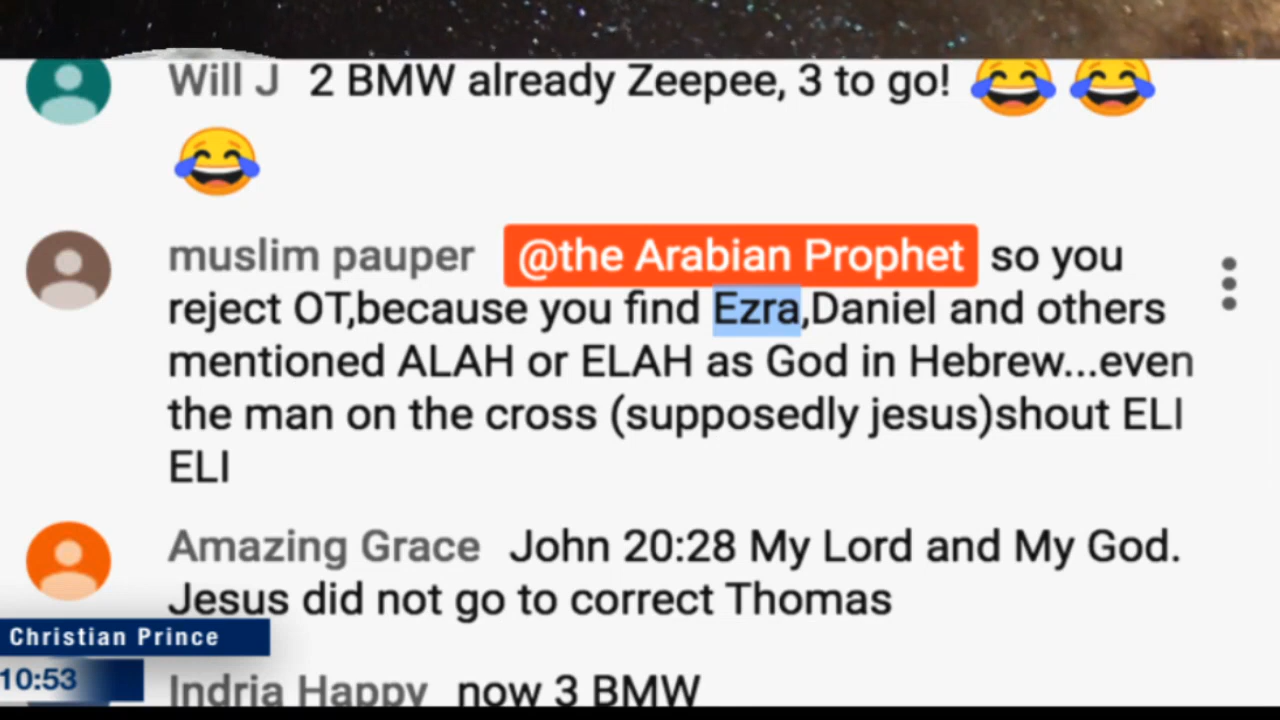 Will J 2 BMW already Zeepee, 3 to go! 😂 😂
😂
muslim pauper @the Arabian Prophet so you
reject OT,because you find Ezra,Daniel and others
mentioned ALAH or ELAH as God in Hebrew...even
the man on the cross (supposedly jesus)shout ELI
ELI
Amazing Grace John 20:28 My Lord and My God.
Jesus did not go to correct Thomas
Christian Prince
10:53
Indria Happy now 3 BMW